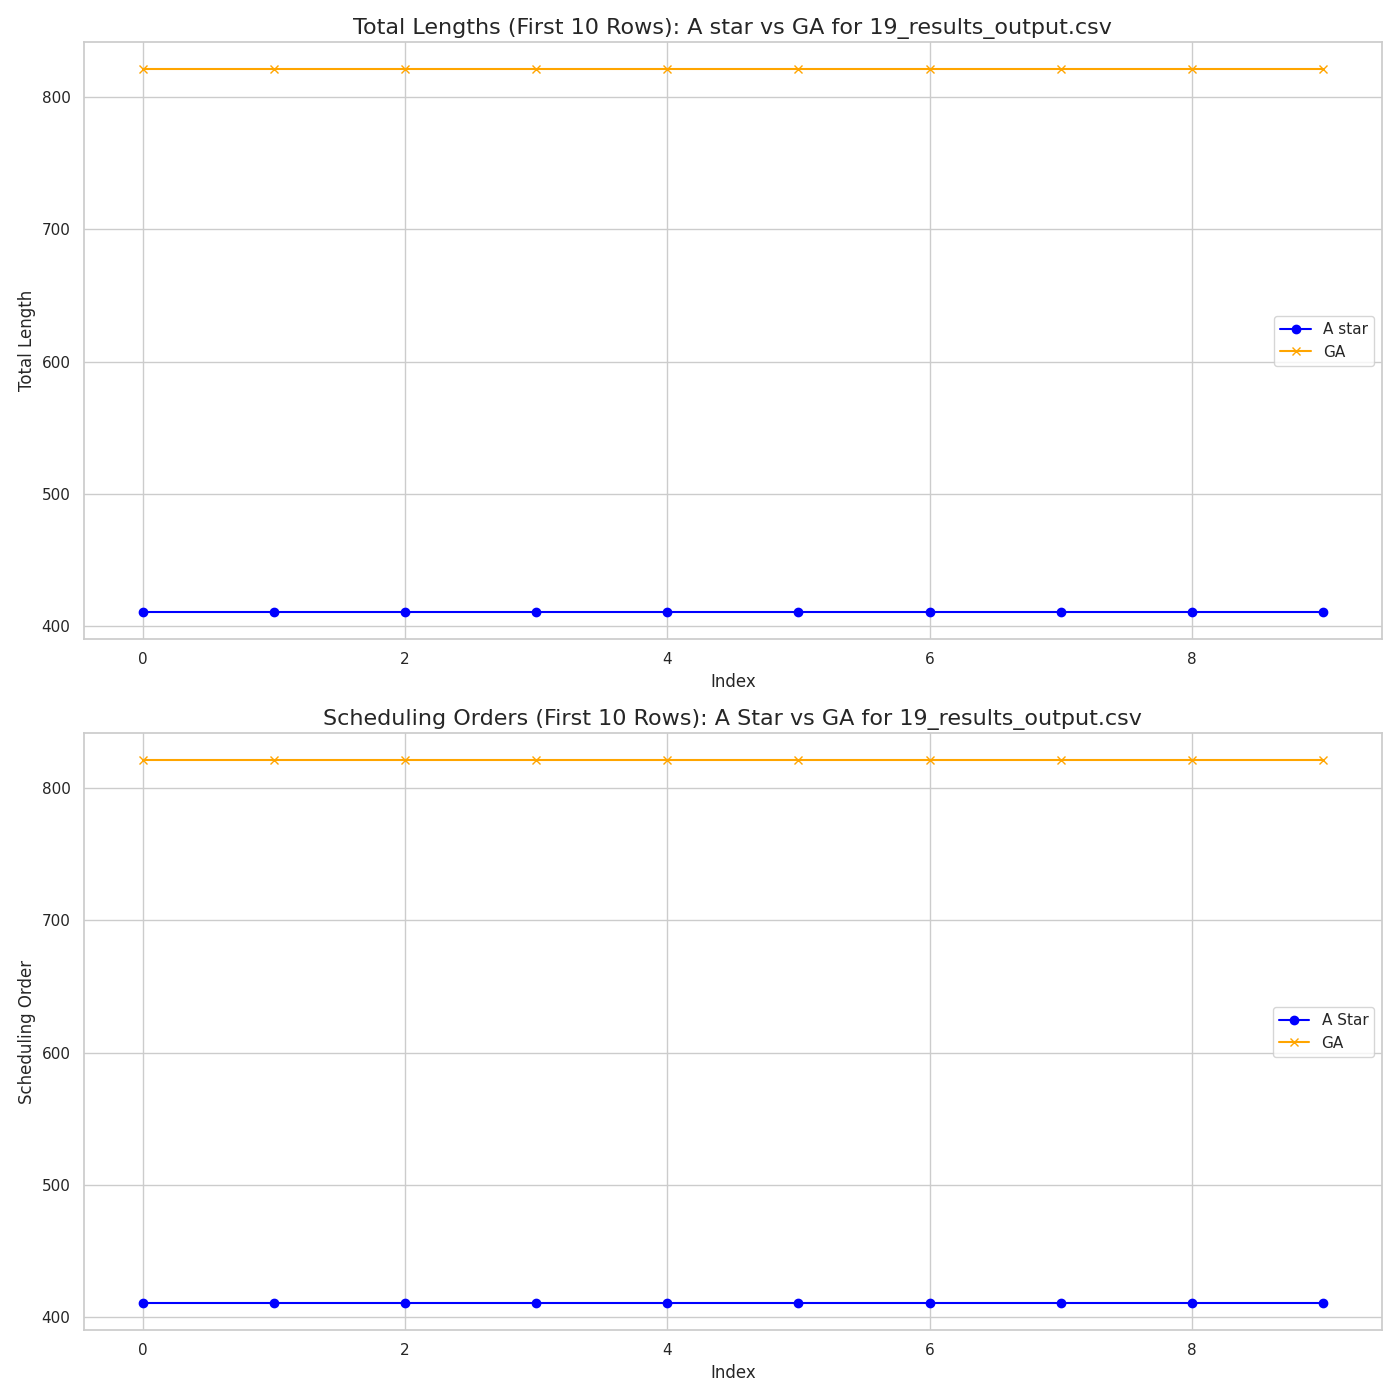 Total Lengths (First 10 Rows): A star vs GA for 19_results_output.csv
800
700
600
500
400
Total Length
A star
GA
0 2 4 6 8
Index
Scheduling Orders (First 10 Rows): A Star vs GA for 19_results_output.csv
800
700
600
500
400
Scheduling Order
A Star
GA
0 2 4 6 8
Index